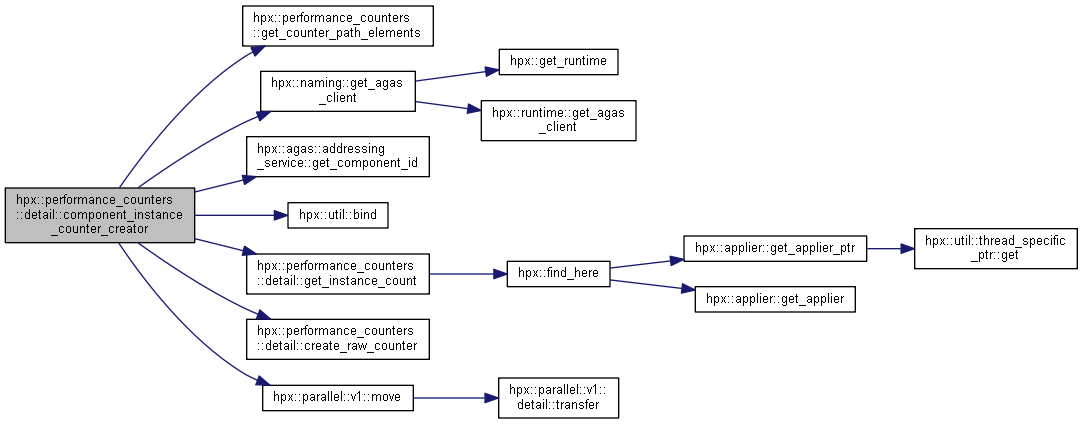 hpx::performance_counters
::get_counter_path_elements
hpx::get_runtime
hpx::naming::get_agas
_client
hpx::runtime::get_agas
_client
hpx::agas::addressing
_service::get_component_id
hpx::performance_counters
::detail::component_instance
_counter_creator
hpx::util::bind
hpx::performance_counters
::detail::get_instance_count
hpx::find_here
hpx::applier::get_applier_ptr
hpx::util::thread_specific
_ptr::get
hpx::applier::get_applier
hpx::performance_counters
::detail::create_raw_counter
hpx::parallel::v1::move
hpx::parallel::v1::
detail::transfer